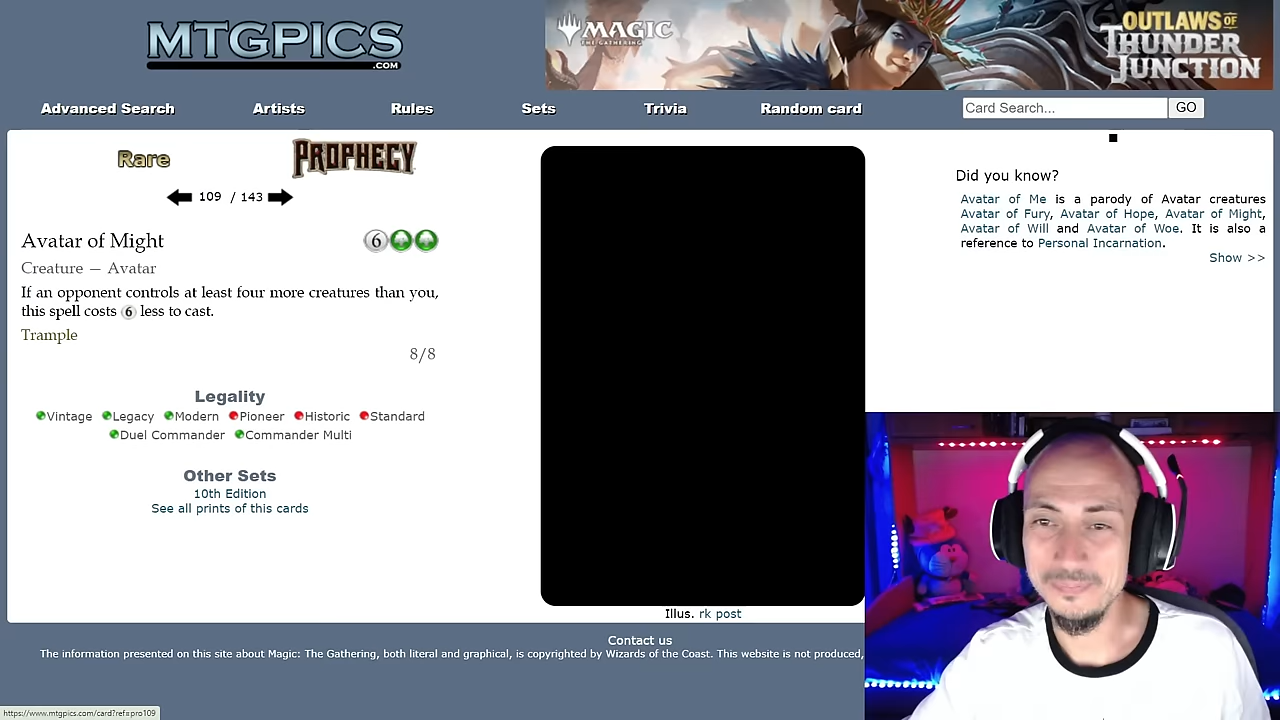 MTGPICS
.COM
MAGIC
THE GATHERING
OUTLAWS OF
THUNDER
JUNCTION
Advanced Search
Artists
Rules
Sets
Trivia
Random card
Card Search...
GO
Rare
PROPHECY
109 / 143
Avatar of Might
6
Creature — Avatar
If an opponent controls at least four more creatures than you,
this spell costs 6 less to cast.
Trample
8/8
Legality
Vintage Legacy Modern Pioneer Historic Standard
Duel Commander Commander Multi
Other Sets
10th Edition
See all prints of this cards
Illus. rk post
Did you know?
Avatar of Me is a parody of Avatar creatures
Avatar of Fury, Avatar of Hope, Avatar of Might,
Avatar of Will and Avatar of Woe. It is also a
reference to Personal Incarnation.
Show >>
Contact us
The information presented on this site about Magic: The Gathering, both literal and graphical, is copyrighted by Wizards of the Coast. This website is not produced,
https://www.mtgpics.com/card?ref=pro109